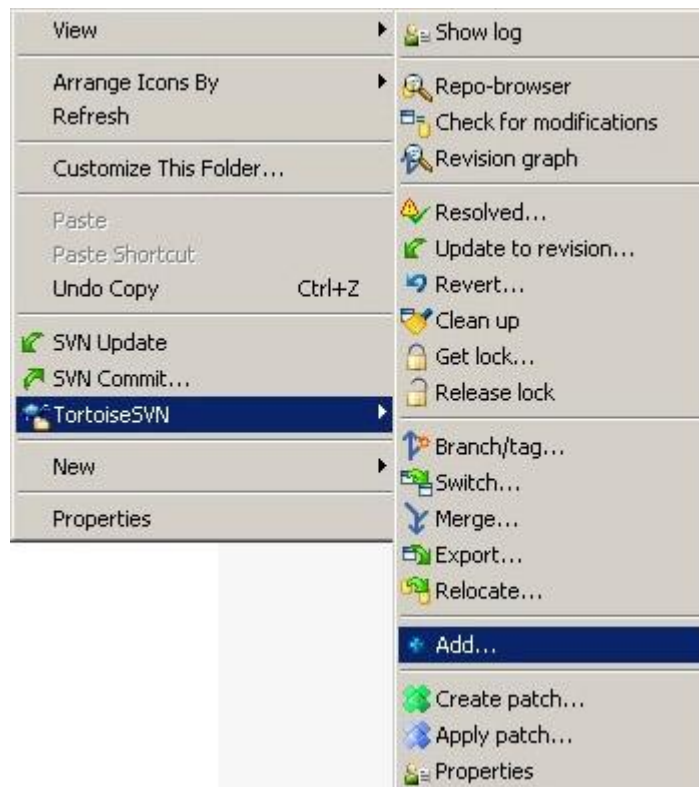 View
Arrange Icons By
Refresh
Customize This Folder...
Paste
Paste Shortcut
Undo Copy Ctrl+Z
SVN Update
SVN Commit...
TortoiseSVN
New
Properties
Show log
Repo-browser
Check for modifications
Revision graph
Resolved...
Update to revision...
Revert...
Clean up
Get lock...
Release lock
Branch/tag...
Switch...
Merge...
Export...
Relocate...
Add...
Create patch...
Apply patch...
Properties